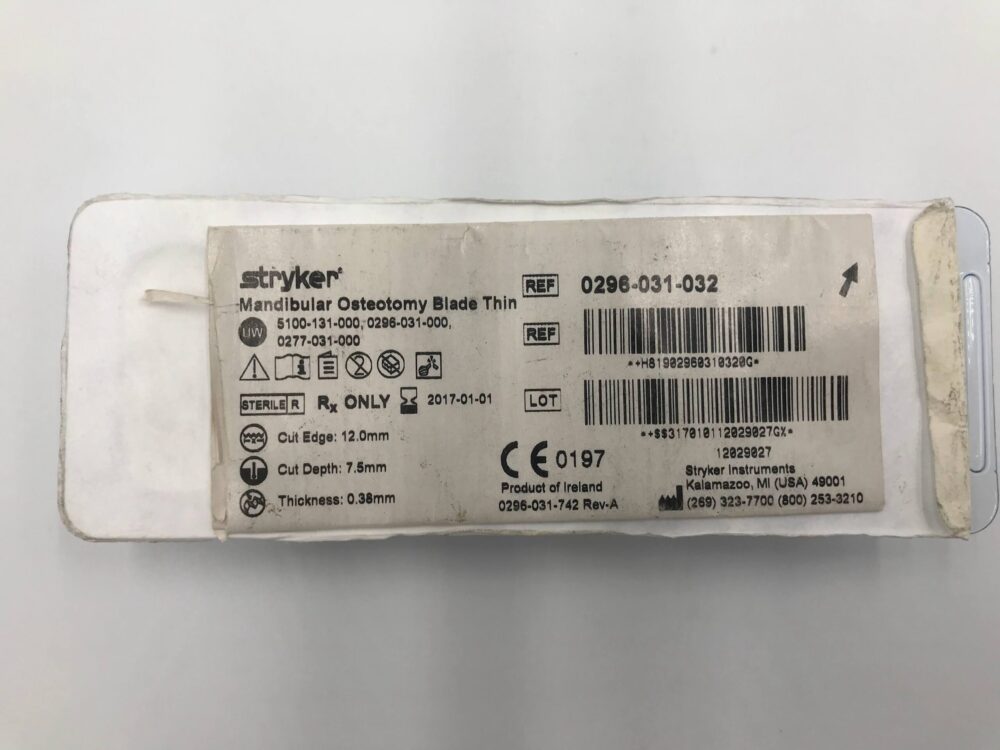 stryker®
Mandibular Osteotomy Blade Thin
UW 5100-131-000, 0296-031-000,
0277-031-000
STERILE R Rx ONLY 2017-01-01
Cut Edge: 12.0mm
Cut Depth: 7.5mm
Thickness: 0.38mm
REF 0296-031-032
REF
**H81902960310320G*
LOT
*+$$317010112029027GX*
12029027
CE 0197
Product of Ireland
0296-031-742 Rev-A
Stryker Instruments
Kalamazoo, MI (USA) 49001
(269) 323-7700 (800) 253-3210